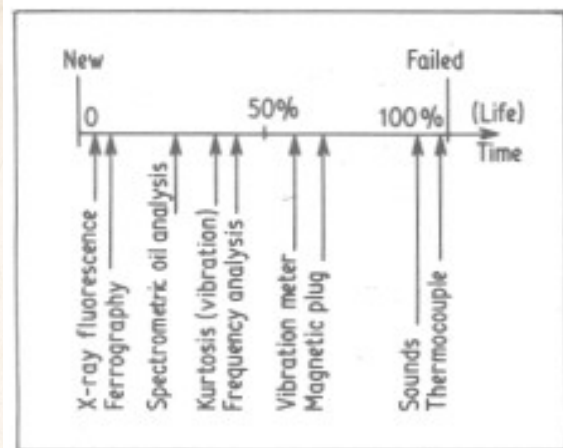 New
Failed
0
50%
100%
(Life)
Time
X-ray fluorescence
Ferrography
Spectrometric oil analysis
Kurtosis (vibration)
Frequency analysis
Vibration meter
Magnetic plug
Sounds
Thermocouple